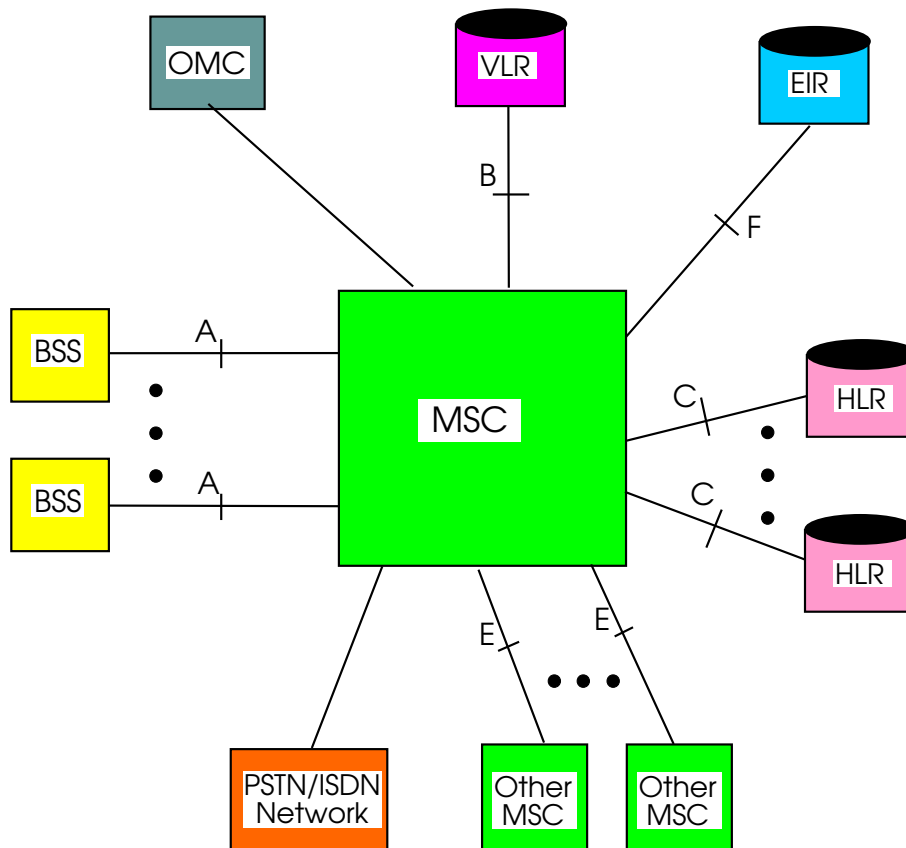 OMC
VLR
EIR
B
F
A
BSS
MSC
C
HLR
A
BSS
C
HLR
E
E
PSTN/ISDN
Network
Other
MSC
Other
MSC